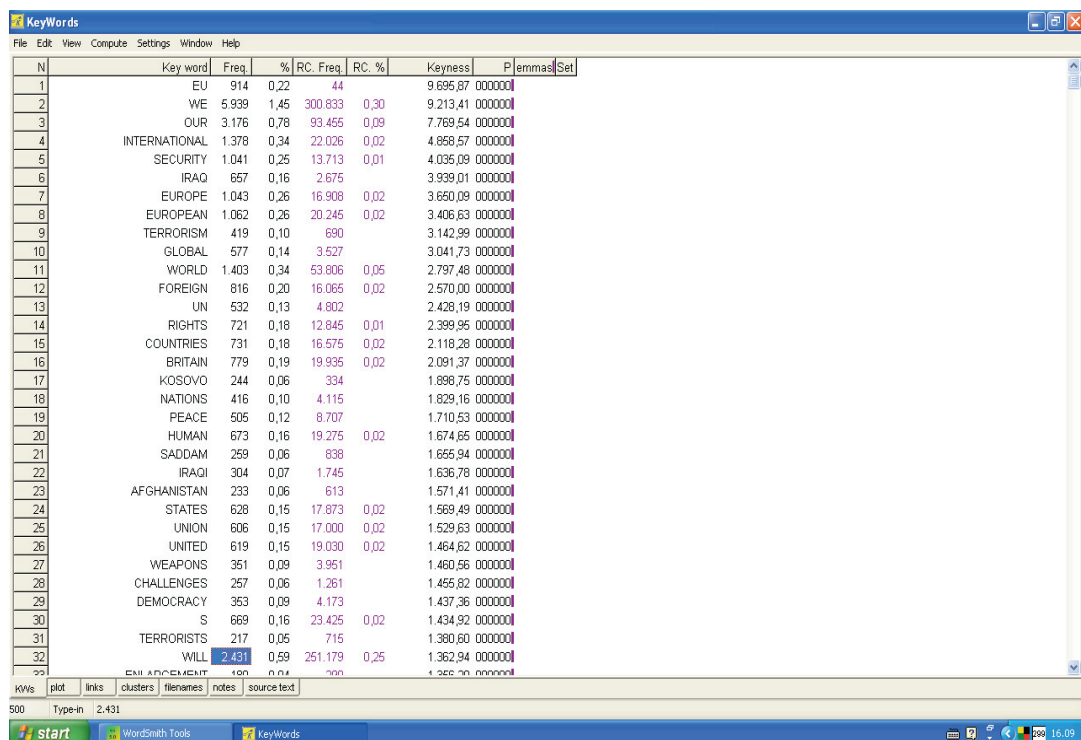 KeyWords
File Edit View Compute Settings Window Help
N Key word Freq. % RC. Freq. RC. % Keyness P emmas Set
1 EU 914 0,22 44 9.695,87 000000
2 WE 5.939 1,45 300.833 0,30 9.213,41 000000
3 OUR 3.176 0,78 93.455 0,09 7.769,54 000000
4 INTERNATIONAL 1.378 0,34 22.026 0,02 4.858,57 000000
5 SECURITY 1.041 0,25 13.713 0,01 4.035,09 000000
6 IRAQ 657 0,16 2.675 3.939,01 000000
7 EUROPE 1.043 0,26 16.908 0,02 3.650,09 000000
8 EUROPEAN 1.062 0,26 20.245 0,02 3.406,63 000000
9 TERRORISM 419 0,10 690 3.142,99 000000
10 GLOBAL 577 0,14 3.527 3.041,73 000000
11 WORLD 1.403 0,34 53.806 0,05 2.797,48 000000
12 FOREIGN 816 0,20 16.065 0,02 2.570,00 000000
13 UN 532 0,13 4.802 2.428,19 000000
14 RIGHTS 721 0,18 12.845 0,01 2.399,95 000000
15 COUNTRIES 731 0,18 16.575 0,02 2.118,28 000000
16 BRITAIN 779 0,19 19.935 0,02 2.091,37 000000
17 KOSOVO 244 0,06 334 1.898,75 000000
18 NATIONS 416 0,10 4.115 1.829,16 000000
19 PEACE 505 0,12 8.707 1.710,53 000000
20 HUMAN 673 0,16 19.275 0,02 1.674,65 000000
21 SADDAM 259 0,06 838 1.655,94 000000
22 IRAQI 304 0,07 1.745 1.636,78 000000
23 AFGHANISTAN 233 0,06 613 1.571,41 000000
24 STATES 628 0,15 17.873 0,02 1.569,49 000000
25 UNION 606 0,15 17.000 0,02 1.529,63 000000
26 UNITED 619 0,15 19.030 0,02 1.464,62 000000
27 WEAPONS 351 0,09 3.951 1.460,56 000000
28 CHALLENGES 257 0,06 1.261 1.455,82 000000
29 DEMOCRACY 353 0,09 4.173 1.437,36 000000
30 S 669 0,16 23.425 0,02 1.434,92 000000
31 TERRORISTS 217 0,05 715 1.380,60 000000
32 WILL 2.431 0,59 251.179 0,25 1.362,94 000000
33 ENLARGEMENT
KWs plot links clusters filenames notes source text
500 Type-in 2.431
start WordSmith Tools KeyWords 299 16.09